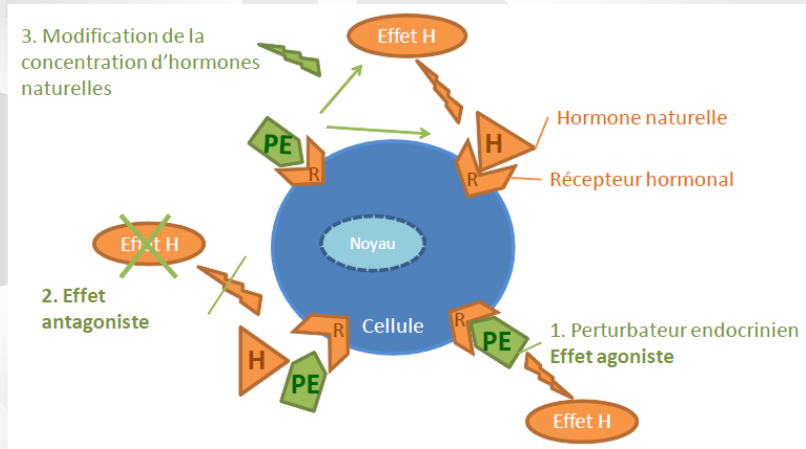 3. Modification de la
concentration d'hormones
naturelles
Effet H
PE
R
H
R
Hormone naturelle
Récepteur hormonal
Noyau
Effet H
2. Effet
antagoniste
H
PE
R
Cellule
R
PE
1. Perturbateur endocrinien
Effet agoniste
Effet H